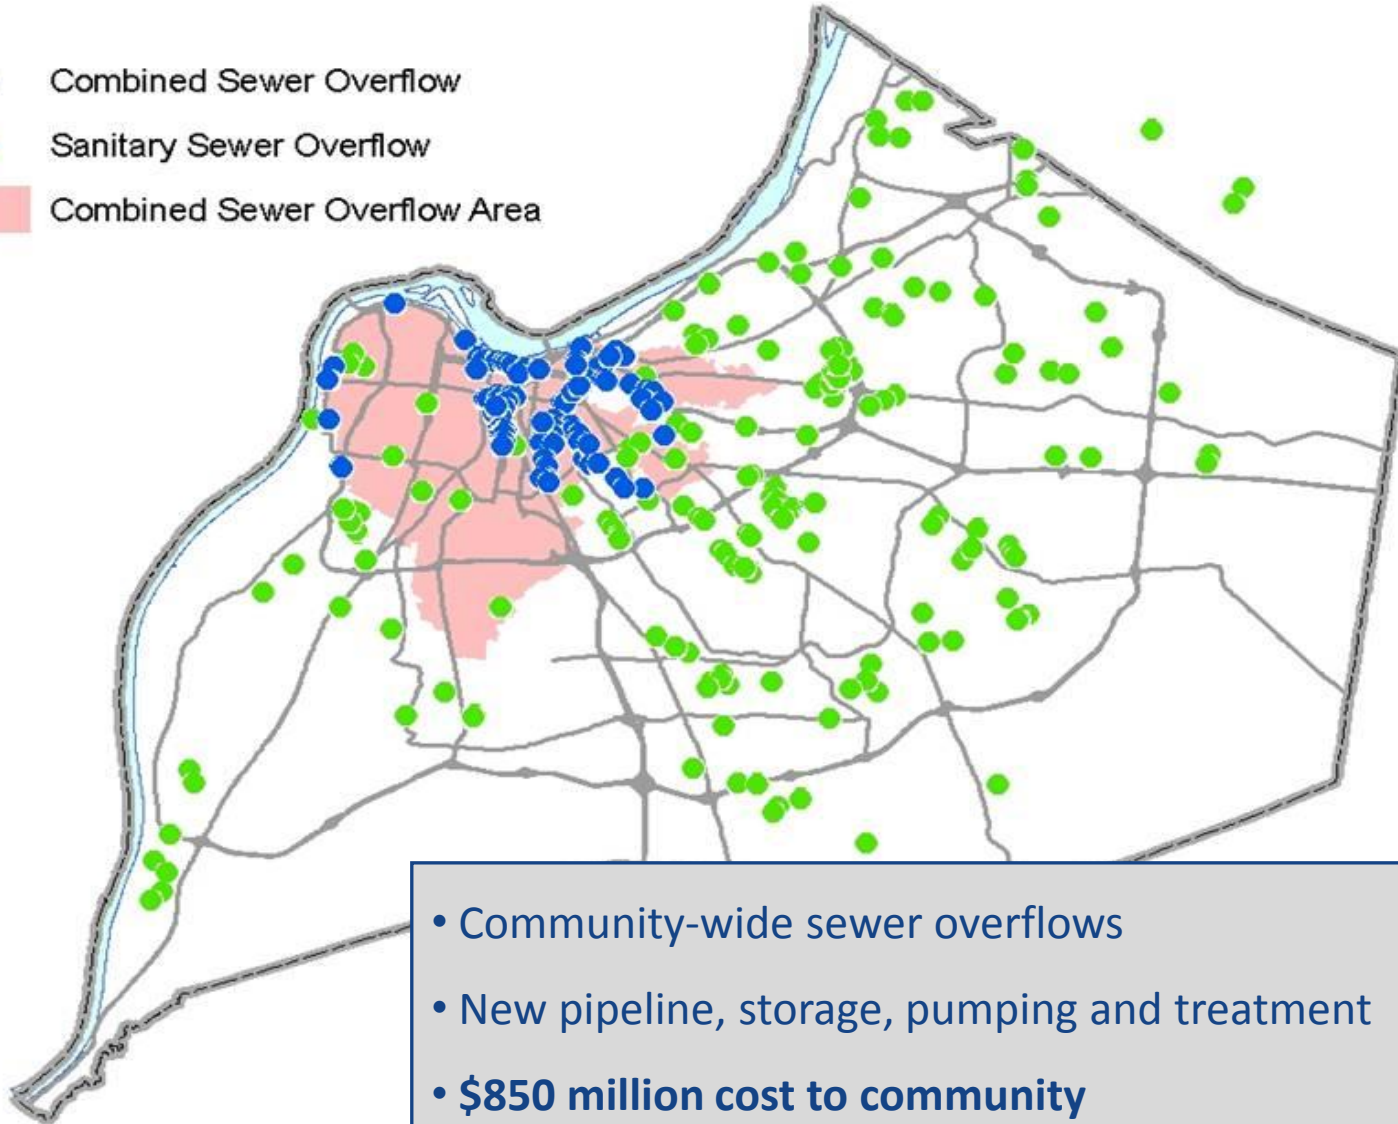 Combined Sewer Overflow
Sanitary Sewer Overflow
Combined Sewer Overflow Area
• Community-wide sewer overflows
• New pipeline, storage, pumping and treatment
• $850 million cost to community